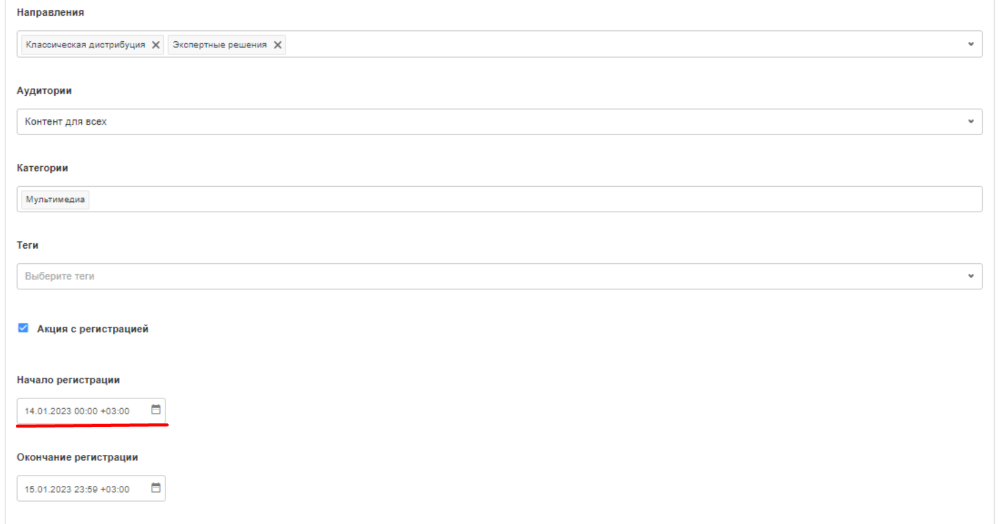 Направления
Классическая дистрибуция Экспертные решения
Аудитории
Контент для всех
Категории
Мультимедиа
Теги
Выберите теги
Акция с регистрацией
Начало регистрации
14.01.2023 00:00 +03:00
Окончание регистрации
15.01.2023 23:59 +03:00